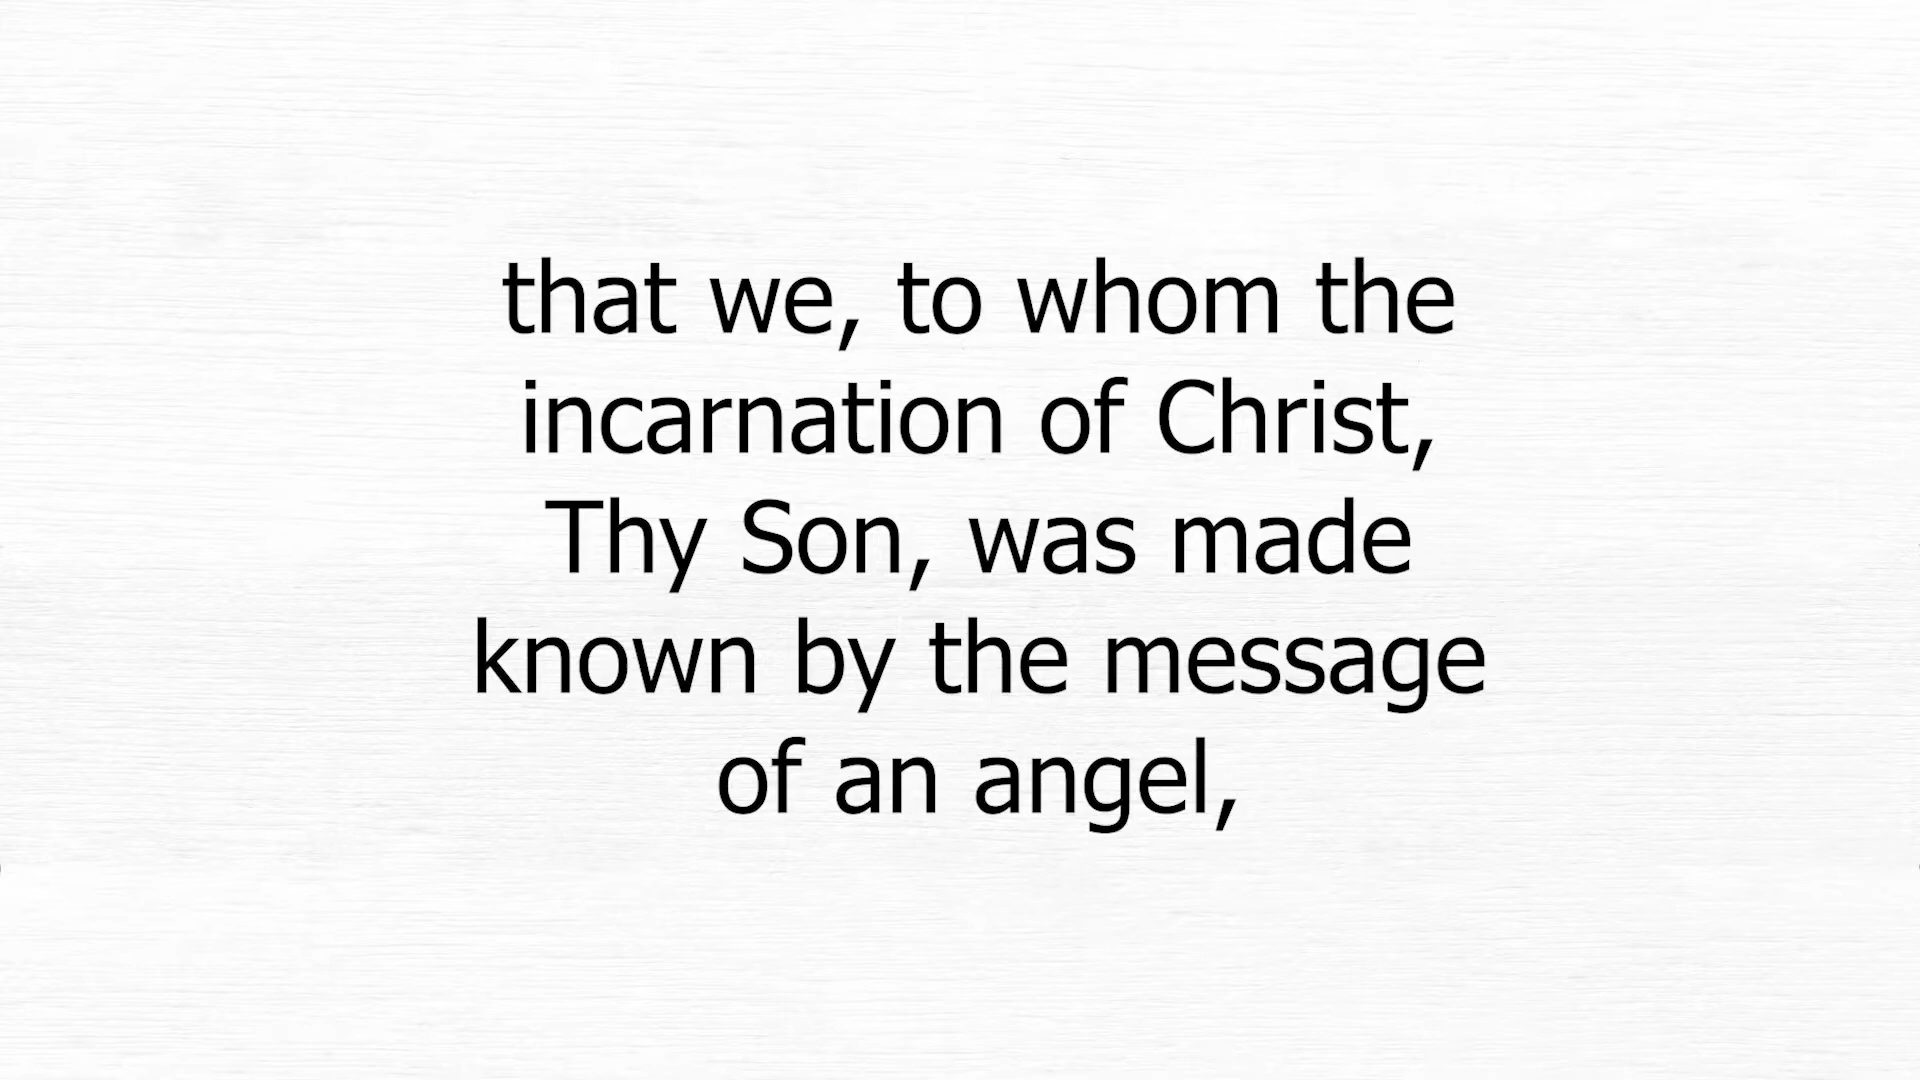 that we, to whom the
incarnation of Christ,
Thy Son, was made
known by the message
of an angel,